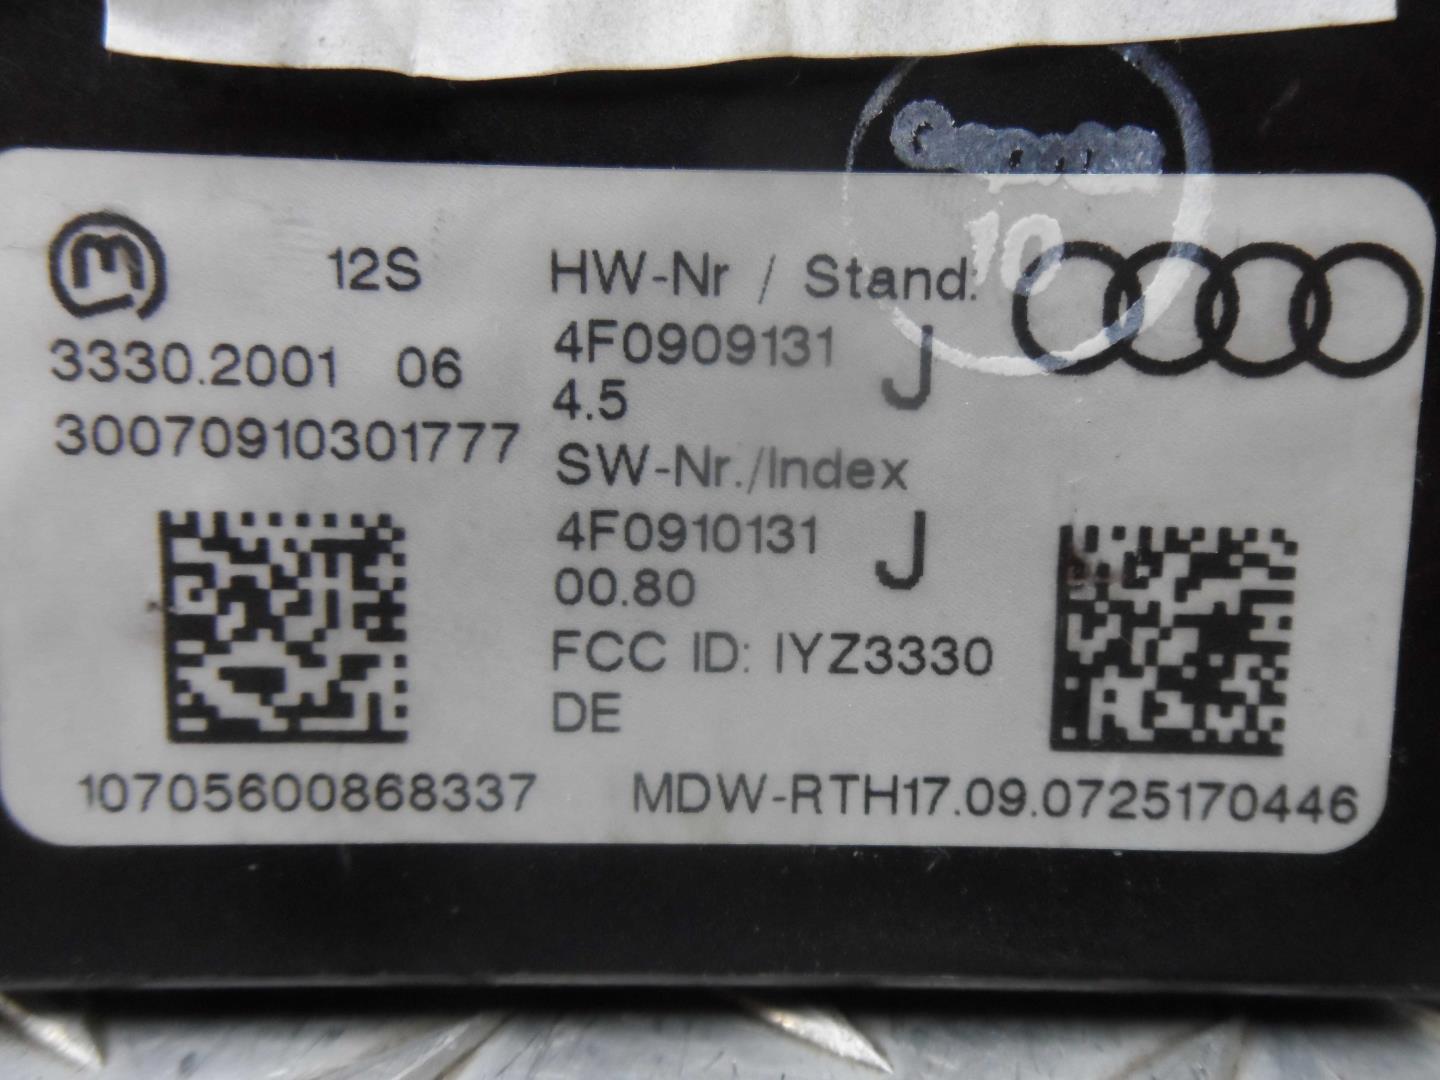 12S
3330.2001 06
30070910301777
HW-Nr / Stand:
4F0909131 J
4.5
SW-Nr./Index
4F0910131 J
00.80
FCC ID: IYZ3330
DE
10705600868337
MDW-RTH17.09.0725170446
10